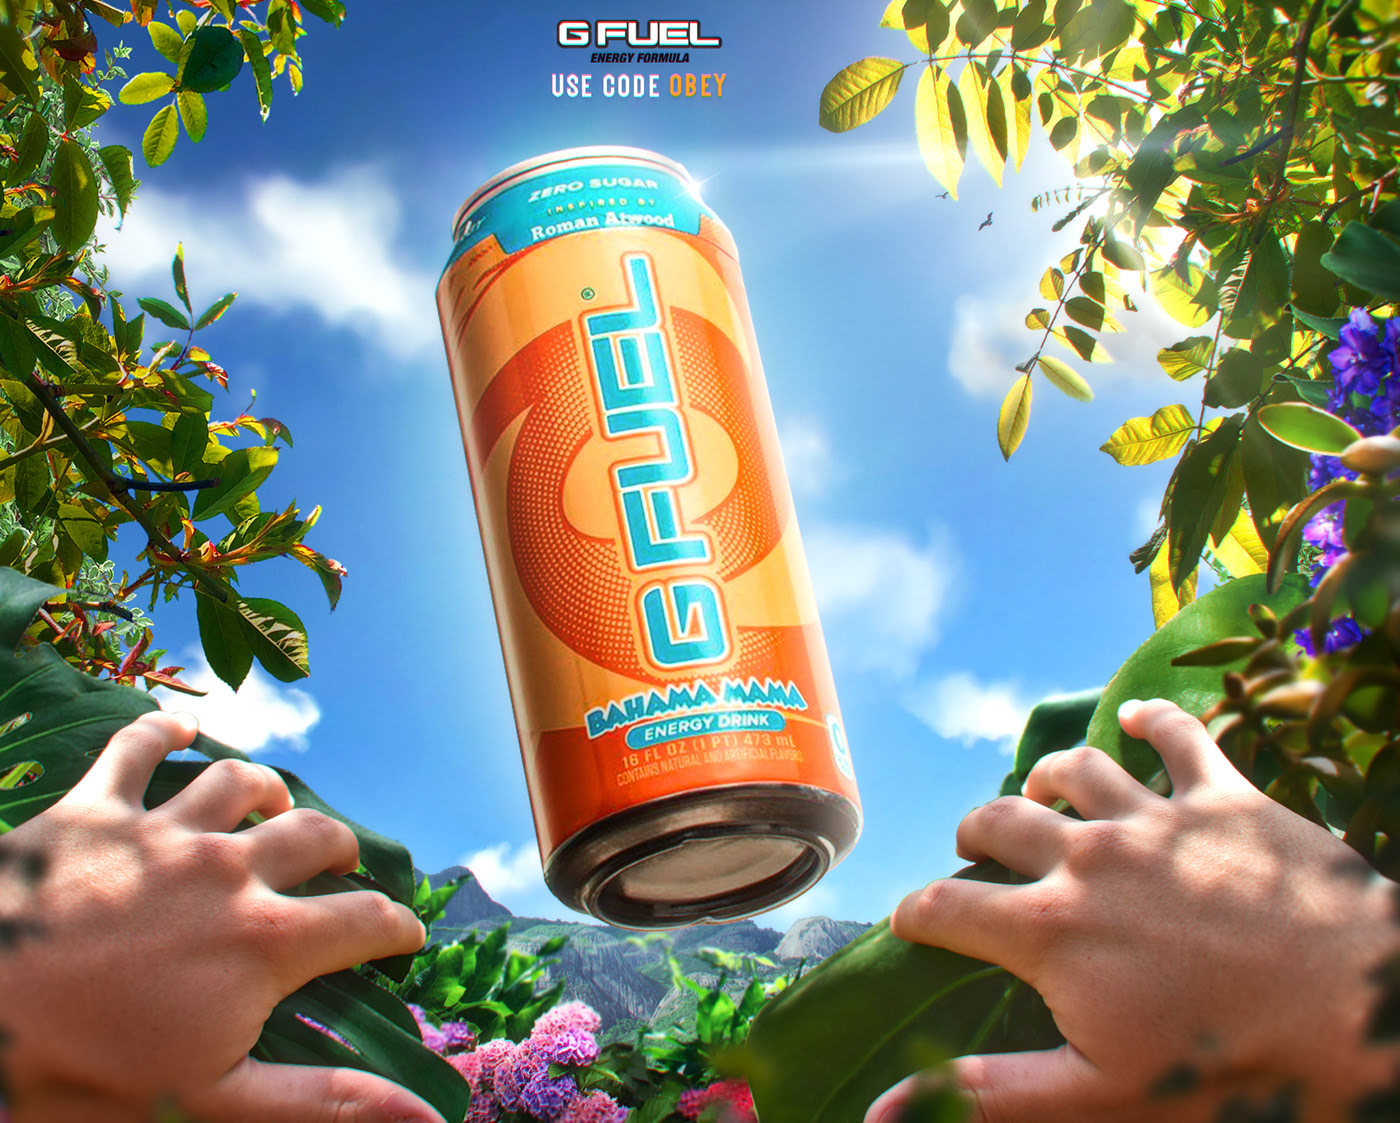 G FUEL
ENERGY FORMULA
USE CODE OBEY
ZERO SUGAR
INSPIRED BY
Roman Atwood
G FUEL
BAHAMA MAMA
ENERGY DRINK
16 FL OZ (1 PT) 473 mL
CONTAINS NATURAL AND ARTIFICIAL FLAVORS